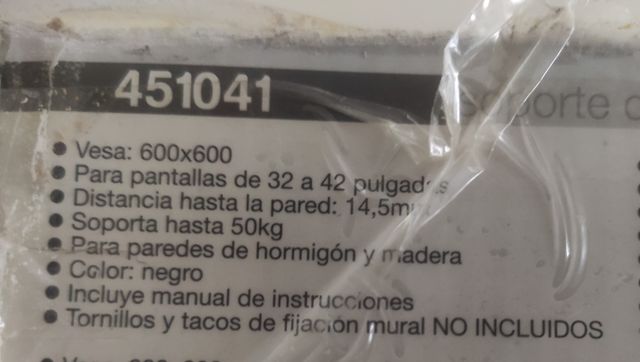 451041 soporte
• Vesa: 600x600
• Para pantallas de 32 a 42 pulgadas
• Distancia hasta la pared: 14,5mm
• Soporta hasta 50kg
• Para paredes de hormigón y madera
• Color: negro
• Incluye manual de instrucciones
• Tornillos y tacos de fijación mural NO INCLUIDOS